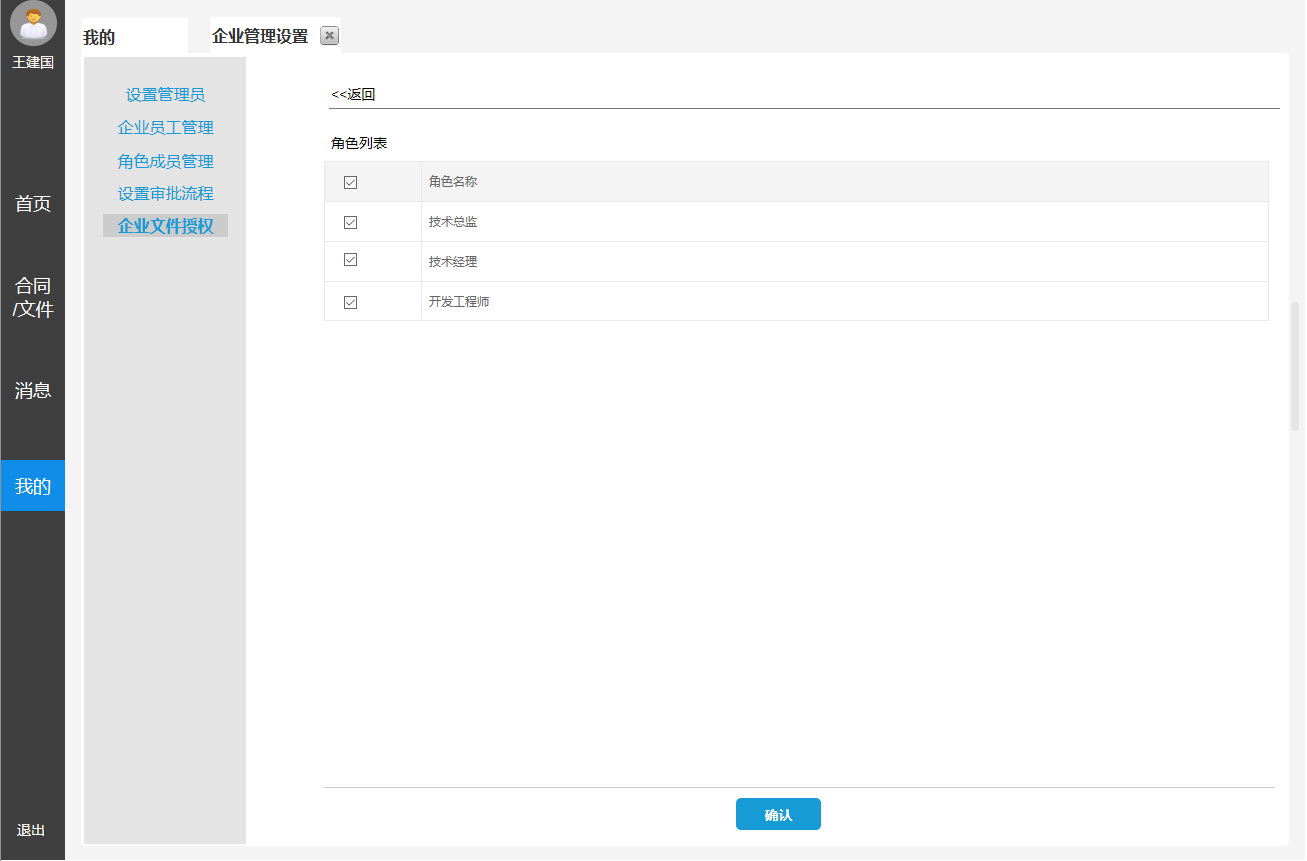 王建国
首页
合同
/文件
消息
我的
退出
我的
企业管理设置
设置管理员
企业员工管理
角色成员管理
设置审批流程
企业文件授权
<<返回
角色列表
角色名称
技术总监
技术经理
开发工程师
确认